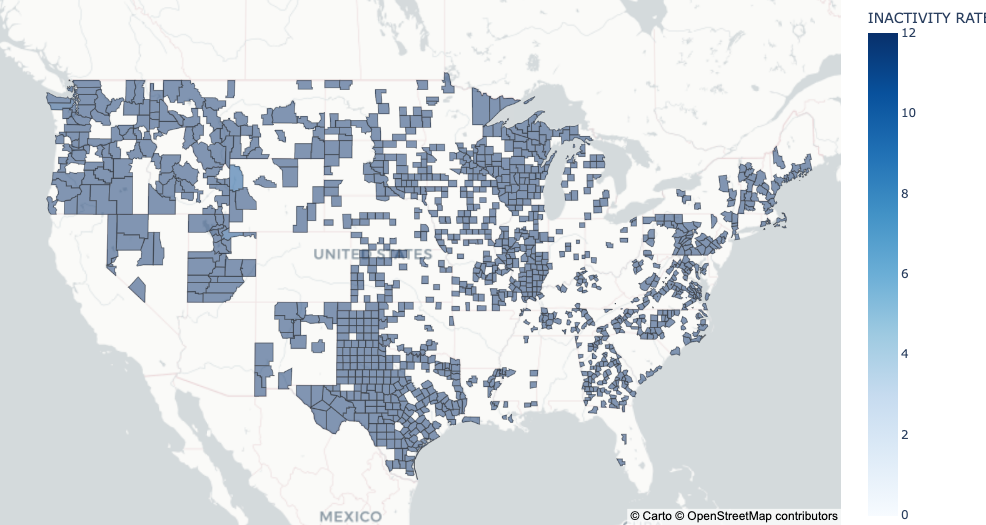 INACTIVITY RATE
12
10
8
6
4
2
0
UNITED STATES
MEXICO
© Carto © OpenStreetMap contributors